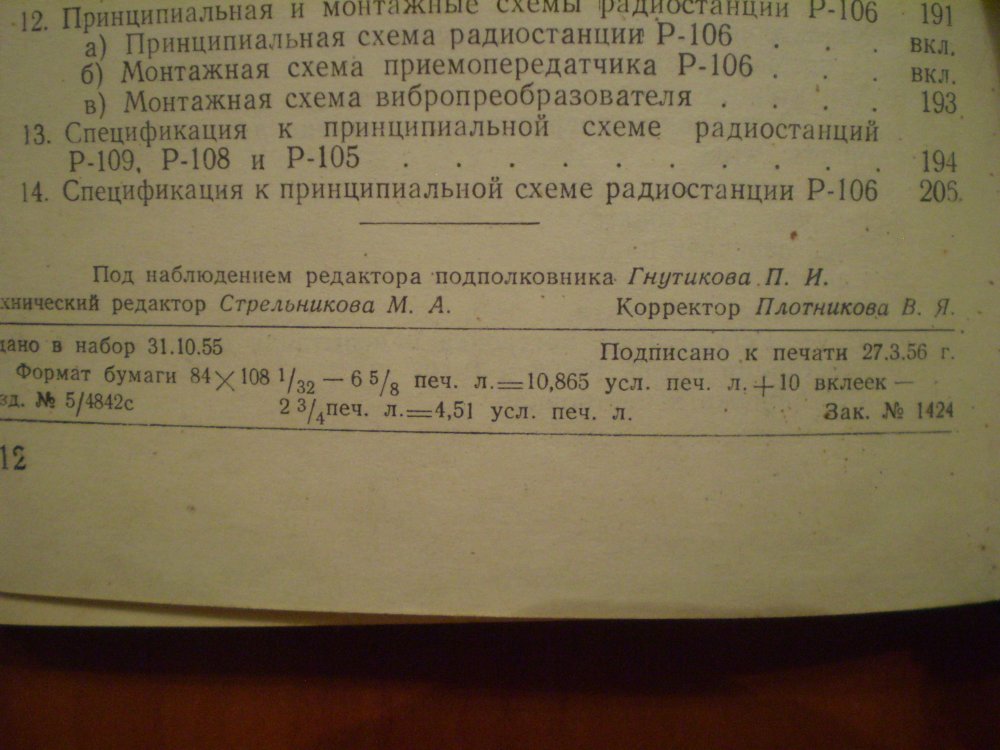 12. Принципиальная и монтажные схемы радиостанции Р-106 191
а) Принципиальная схема радиостанции Р-106 . . . вкл.
б) Монтажная схема приемопередатчика Р-106 . . . вкл.
в) Монтажная схема вибропреобразователя . . . . 193
13. Спецификация к принципиальной схеме радиостанций
Р-109, Р-108 и Р-105 . . . . . . . . . . 194
14. Спецификация к принципиальной схеме радиостанции Р-106 206
Под наблюдением редактора подполковника Гнутикова П. И.
хнический редактор Стрельникова М. А. Корректор Плотникова В. Я.
дано в набор 31.10.55 Подписано к печати 27.3.56 г.
Формат бумаги 84×108 1/32 — 6 5/8 печ. л.=10,865 усл. печ. л.+10 вклеек —
зд. № 5/4842с 2 3/4 печ. л.=4,51 усл. печ. л. Зак. № 1424
12